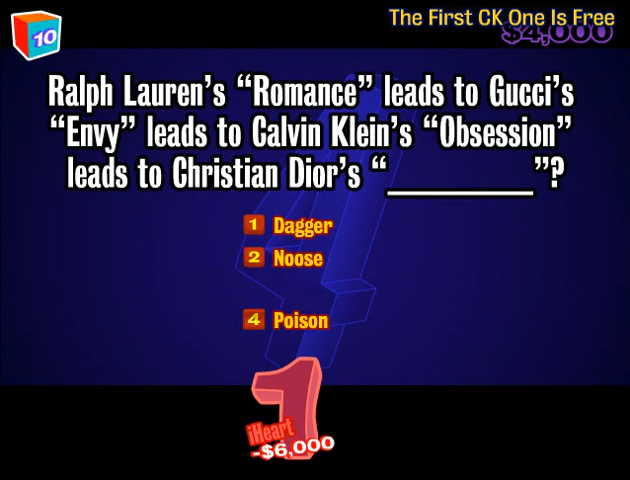 10
The First CK One Is Free
$4,000
Ralph Lauren's “Romance” leads to Gucci's
“Envy” leads to Calvin Klein's “Obsession”
leads to Christian Dior's “________”?
1 Dagger
2 Noose
4 Poison
1
iHeart
-$6,000